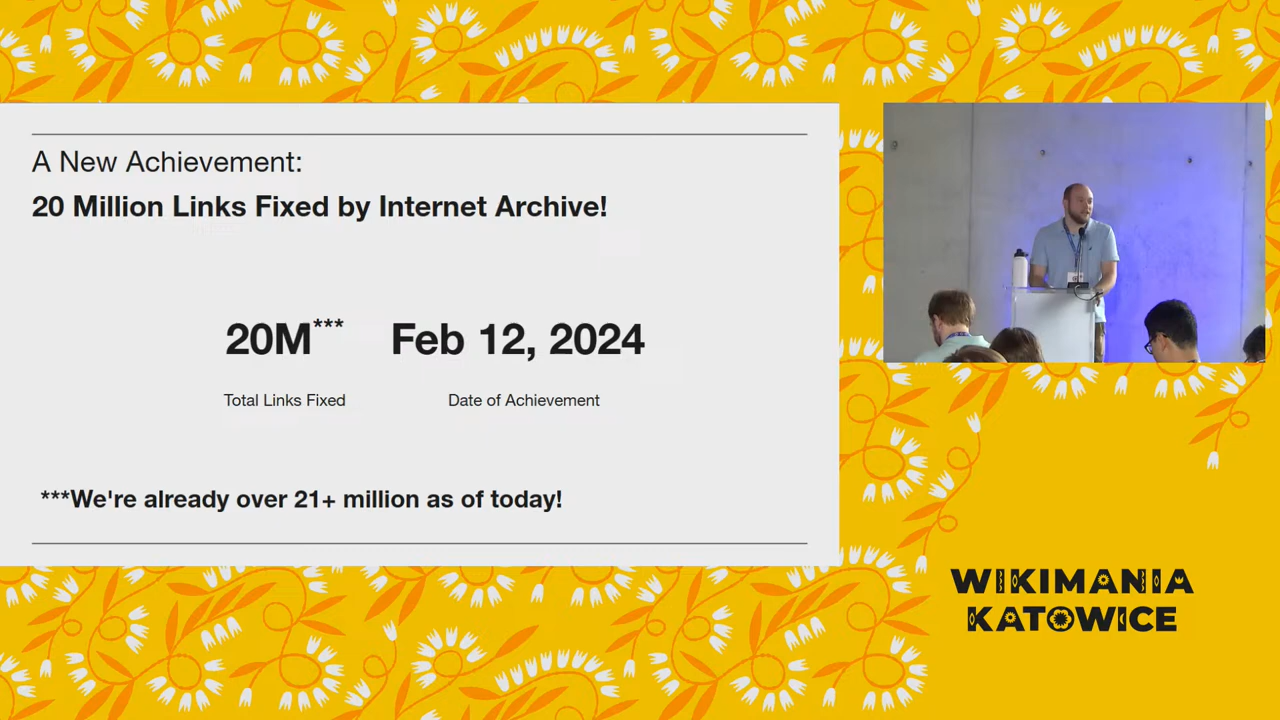 A New Achievement:
20 Million Links Fixed by Internet Archive!
20M*** Feb 12, 2024
Total Links Fixed Date of Achievement
***We're already over 21+ million as of today!
WIKIMANIA
KATOWICE